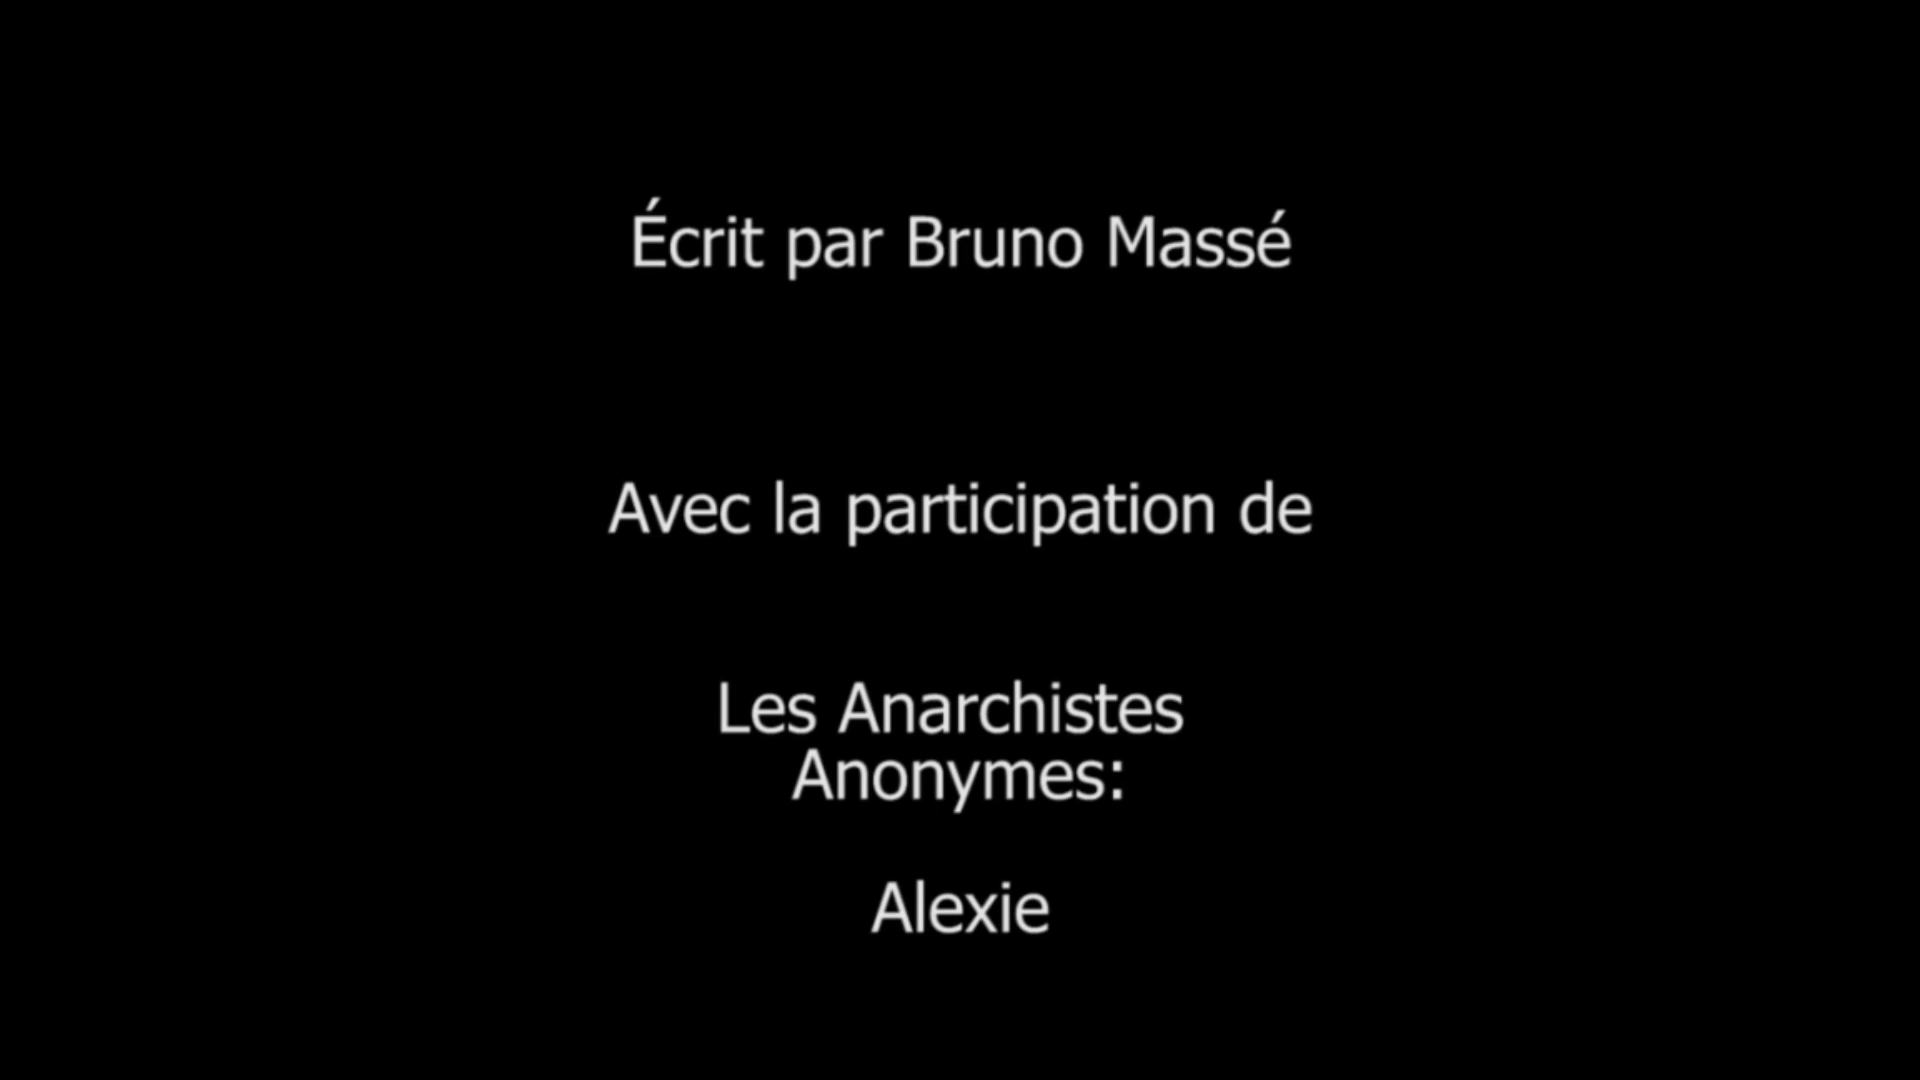 Écrit par Bruno Massé
Avec la participation de
Les Anarchistes
Anonymes:
Alexie